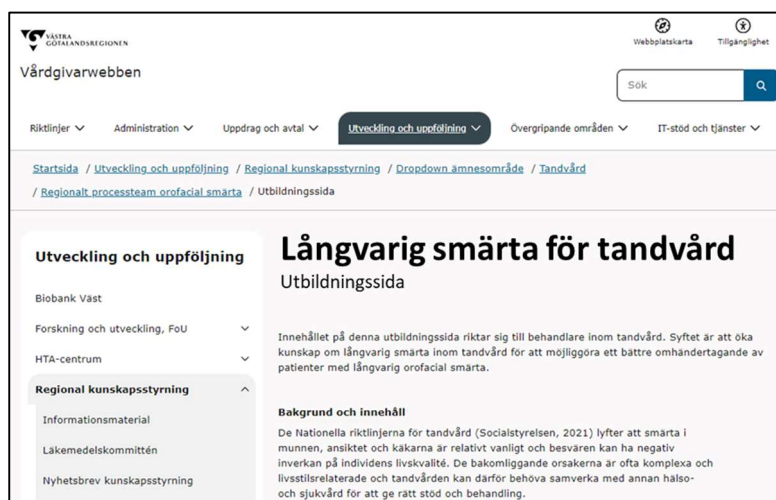 VÄSTRA
GÖTALANDSREGIONEN
Webbplatskarta
Tillgänglighet
Vårdgivarwebben
Sök
Riktlinjer
Administration
Uppdrag och avtal
Utveckling och uppföljning
Övergripande områden
IT-stöd och tjänster
Startsida / Utveckling och uppföljning / Regional kunskapsstyrning / Dropdown ämnesområde / Tandvård
/ Regionalt processteam orofacial smärta / Utbildningssida
Utveckling och uppföljning
Biobank Väst
Forskning och utveckling, FoU
HTA-centrum
Regional kunskapsstyrning
Informationsmaterial
Läkemedelskommittén
Nyhetsbrev kunskapsstyrning
Långvarig smärta för tandvård
Utbildningssida
Innehållet på denna utbildningssida riktar sig till behandlare inom tandvård. Syftet är att öka
kunskap om långvarig smärta inom tandvård för att möjliggöra ett bättre omhändertagande av
patienter med långvarig orofacial smärta.
Bakgrund och innehåll
De Nationella riktlinjerna för tandvård (Socialstyrelsen, 2021) lyfter att smärta i
munnen, ansiktet och käkarna är relativt vanligt och besvären kan ha negativ
inverkan på individens livskvalité. De bakomliggande orsakerna är ofta komplexa och
livsstilsrelaterade och tandvården kan därför behöva samverka med annan hälso-
och sjukvård för att ge rätt stöd och behandling.